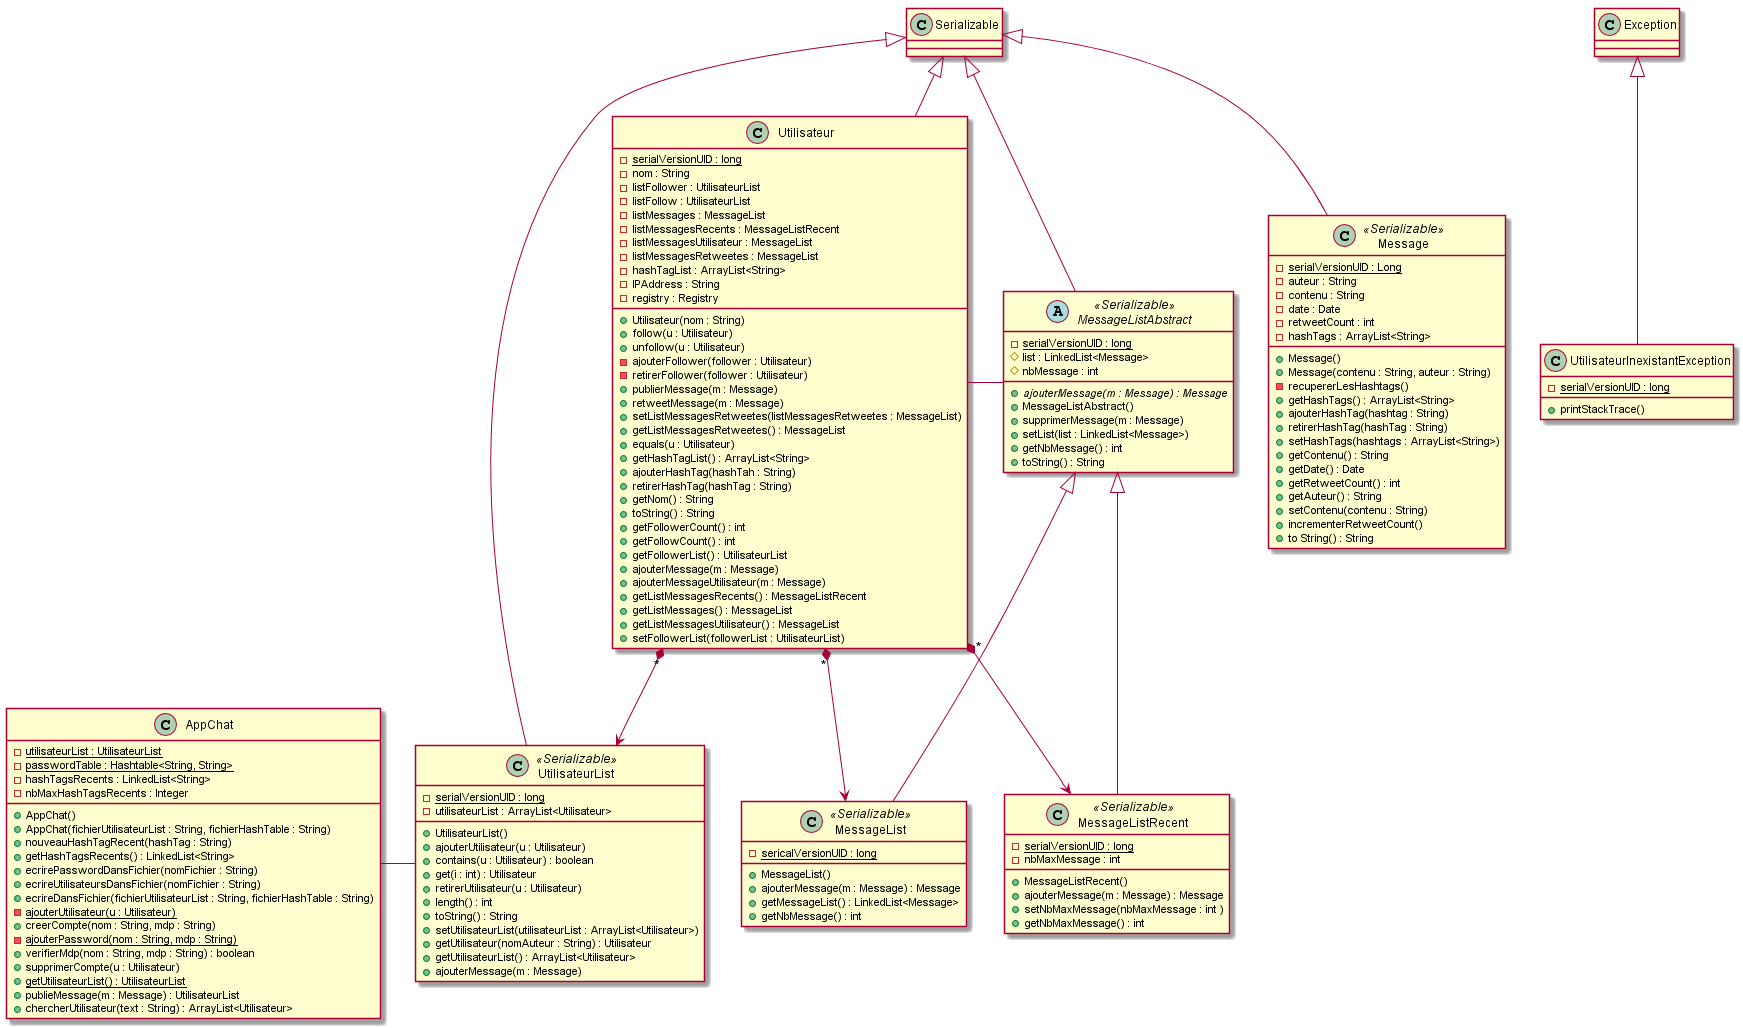 C Serializable
C Exception
C Utilisateur
serialVersionUID : long
nom : String
listFollower : UtilisateurList
listFollow : UtilisateurList
listMessages : MessageList
listMessagesRecents : MessageListRecent
listMessagesUtilisateur : MessageList
listMessagesRetweetes : MessageList
hashTagList : ArrayList<String>
IPAddress : String
registry : Registry
Utilisateur(nom : String)
follow(u : Utilisateur)
unfollow(u : Utilisateur)
ajouterFollower(follower : Utilisateur)
retirerFollower(follower : Utilisateur)
publierMessage(m : Message)
retweetMessage(m : Message)
setListMessagesRetweetes(listMessagesRetweetes : MessageList)
getListMessagesRetweetes() : MessageList
equals(u : Utilisateur)
getHashTagList() : ArrayList<String>
ajouterHashTag(hashTah : String)
retirerHashTag(hashTag : String)
getNom() : String
toString() : String
getFollowerCount() : int
getFollowCount() : int
getFollowerList() : UtilisateurList
ajouterMessage(m : Message)
ajouterMessageUtilisateur(m : Message)
getListMessagesRecents() : MessageListRecent
getListMessages() : MessageList
getListMessagesUtilisateur() : MessageList
setFollowerList(followerList : UtilisateurList)
«Serializable»
C Message
serialVersionUID : Long
auteur : String
contenu : String
date : Date
retweetCount : int
hashTags : ArrayList<String>
Message()
Message(contenu : String, auteur : String)
recupererLesHashtags()
getHashTags() : ArrayList<String>
ajouterHashTag(hashtag : String)
retirerHashTag(hashTag : String)
setHashTags(hashtags : ArrayList<String>)
getContenu() : String
getDate() : Date
getRetweetCount() : int
getAuteur() : String
setContenu(contenu : String)
incrementerRetweetCount()
to String() : String
«Serializable»
A MessageListAbstract
serialVersionUID : long
list : LinkedList<Message>
nbMessage : int
ajouterMessage(m : Message) : Message
MessageListAbstract()
supprimerMessage(m : Message)
setList(list : LinkedList<Message>)
getNbMessage() : int
toString() : String
C UtilisateurInexistantException
serialVersionUID : long
printStackTrace()
*
*
*
C AppChat
utilisateurList : UtilisateurList
passwordTable : Hashtable<String, String>
hashTagsRecents : LinkedList<String>
nbMaxHashTagsRecents : Integer
AppChat()
AppChat(fichierUtilisateurList : String, fichierHashTable : String)
nouveauHashTagRecent(hashTag : String)
getHashTagsRecents() : LinkedList<String>
ecrirePasswordDansFichier(nomFichier : String)
ecrireUtilisateursDansFichier(nomFichier : String)
ecrireDansFichier(fichierUtilisateurList : String, fichierHashTable : String)
ajouterUtilisateur(u : Utilisateur)
creerCompte(nom : String, mdp : String)
ajouterPassword(nom : String, mdp : String)
verifierMdp(nom : String, mdp : String) : boolean
supprimerCompte(u : Utilisateur)
getUtilisateurList() : UtilisateurList
publieMessage(m : Message) : UtilisateurList
chercherUtilisateur(text : String) : ArrayList<Utilisateur>
«Serializable»
C UtilisateurList
serialVersionUID : long
utilisateurList : ArrayList<Utilisateur>
UtilisateurList()
ajouterUtilisateur(u : Utilisateur)
contains(u : Utilisateur) : boolean
get(i : int) : Utilisateur
retirerUtilisateur(u : Utilisateur)
length() : int
toString() : String
setUtilisateurList(utilisateurList : ArrayList<Utilisateur>)
getUtilisateur(nomAuteur : String) : Utilisateur
getUtilisateurList() : ArrayList<Utilisateur>
ajouterMessage(m : Message)
«Serializable»
C MessageList
sericalVersionUID : long
MessageList()
ajouterMessage(m : Message) : Message
getMessageList() : LinkedList<Message>
getNbMessage() : int
«Serializable»
C MessageListRecent
serialVersionUID : long
nbMaxMessage : int
MessageListRecent()
ajouterMessage(m : Message) : Message
setNbMaxMessage(nbMaxMessage : int )
getNbMaxMessage() : int